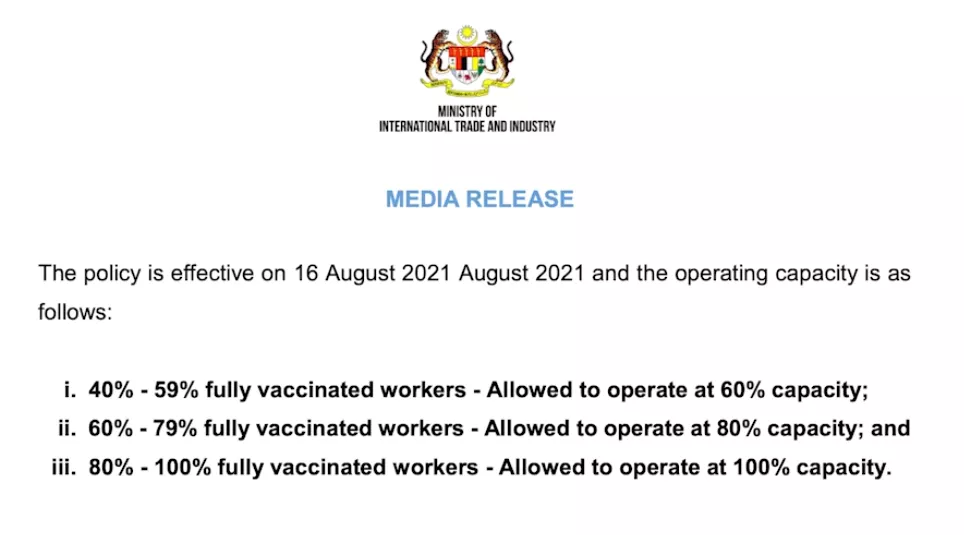 MINISTRY OF
INTERNATIONAL TRADE AND INDUSTRY
MEDIA RELEASE
The policy is effective on 16 August 2021 August 2021 and the operating capacity is as
follows:
i. 40% - 59% fully vaccinated workers - Allowed to operate at 60% capacity;
ii. 60% - 79% fully vaccinated workers - Allowed to operate at 80% capacity; and
iii. 80% - 100% fully vaccinated workers - Allowed to operate at 100% capacity.